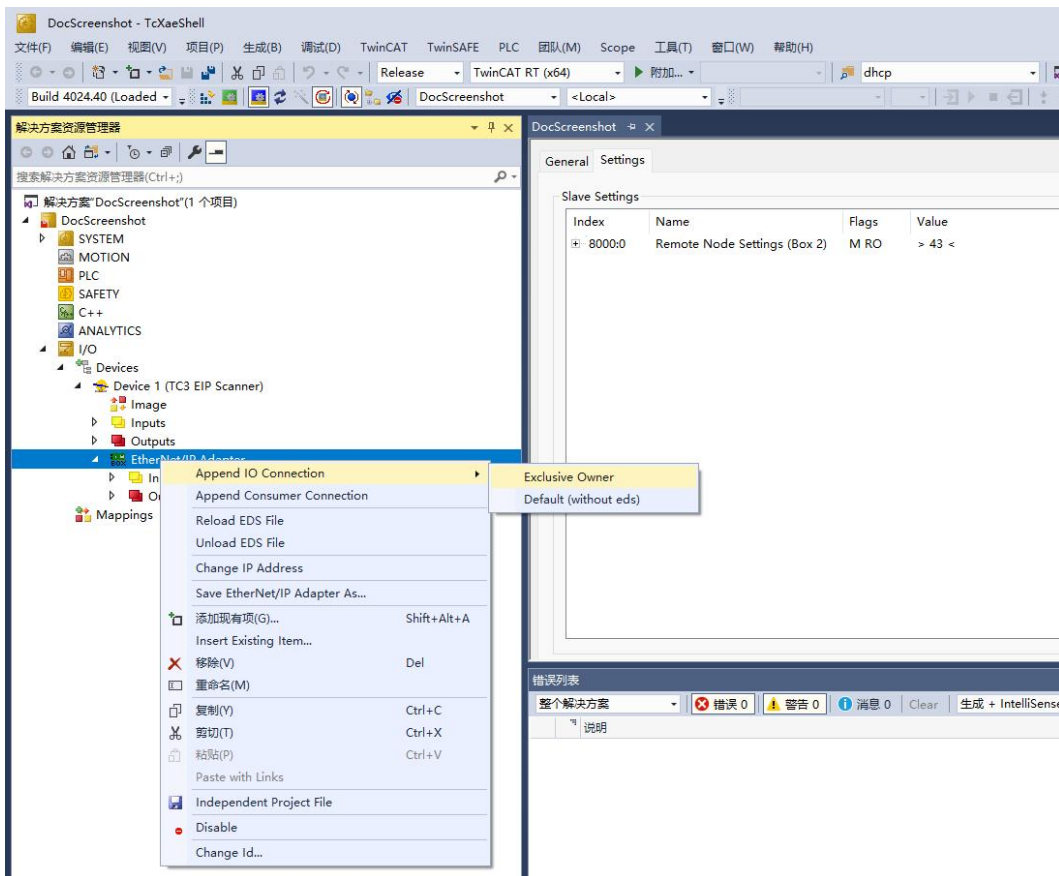 DocScreenshot - TcXaeShell
文件(F) 编辑(E) 视图(V) 项目(P) 生成(B) 调试(D) TwinCAT TwinSAFE PLC 团队(M) Scope 工具(T) 窗口(W) 帮助(H)
Release TwinCAT RT (x64) 附加... dhcp
Build 4024.40 (Loaded DocScreenshot <Local>
解决方案资源管理器
搜索解决方案资源管理器(Ctrl+;)
解决方案"DocScreenshot"(1 个项目)
DocScreenshot
SYSTEM
MOTION
PLC
SAFETY
C++
ANALYTICS
I/O
Devices
Device 1 (TC3 EIP Scanner)
Image
Inputs
Outputs
EtherNet/IP Adapter
In
Mappings
Append IO Connection
Append Consumer Connection
Reload EDS File
Unload EDS File
Change IP Address
Save EtherNet/IP Adapter As...
添加现有项(G)... Shift+Alt+A
Insert Existing Item...
移除(V) Del
重命名(M)
复制(Y) Ctrl+C
剪切(T) Ctrl+X
粘贴(P) Ctrl+V
Paste with Links
Independent Project File
Disable
Change Id...
Exclusive Owner
Default (without eds)
DocScreenshot
General Settings
Slave Settings
Index Name Flags Value
8000:0 Remote Node Settings (Box 2) M RO > 43 <
错误列表
整个解决方案 错误 0 警告 0 消息 0 Clear 生成 + IntelliSense
说明